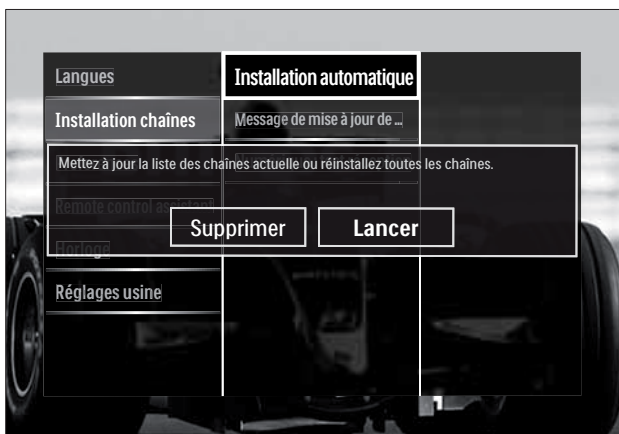 Langues
Installation automatique
Installation chaînes
Message de mise à jour de ...
Mettez à jour la liste des chaînes actuelle ou réinstallez toutes les chaînes.
Remote control assistant
Supprimer
Lancer
Horloge
Réglages usine